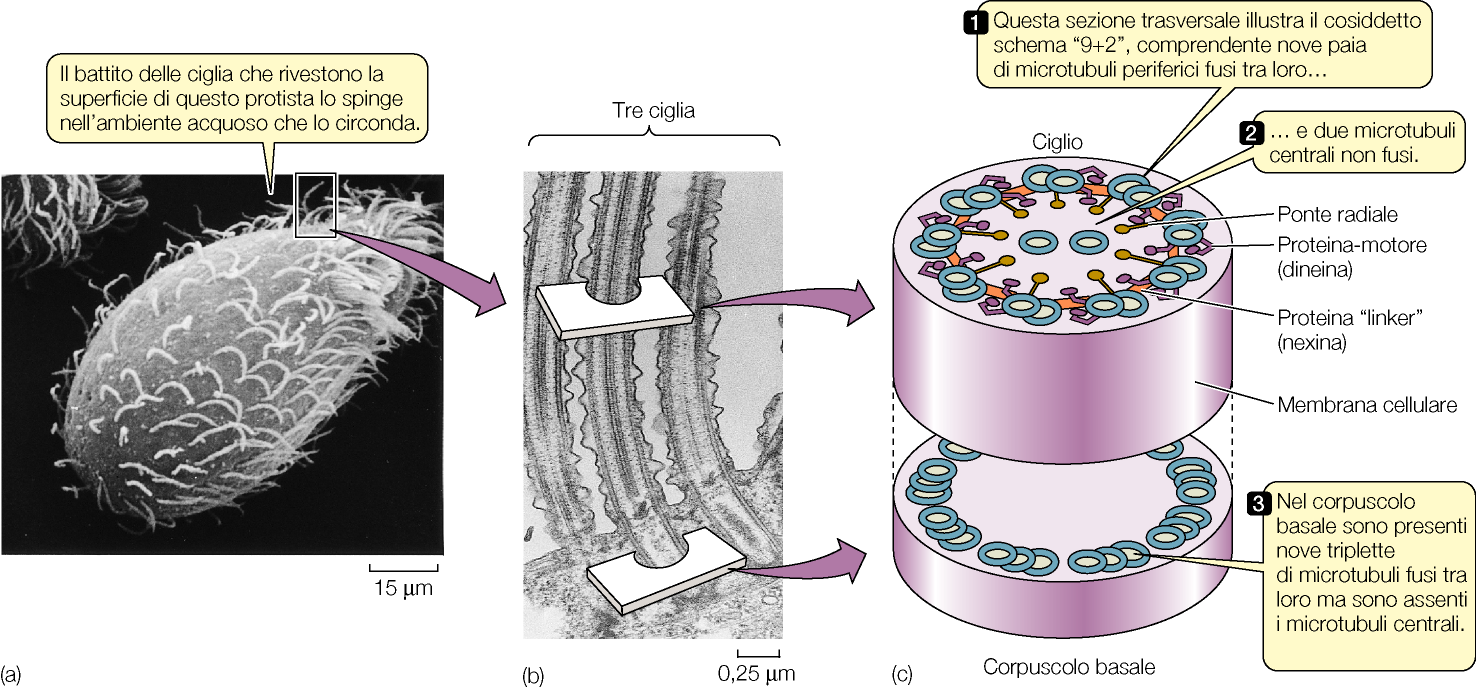 Il battito delle ciglia che rivestono la
superficie di questo protista lo spinge
nell'ambiente acquoso che lo circonda.
15 µm
(a)
Tre ciglia
0,25 µm
(b)
1 Questa sezione trasversale illustra il cosiddetto
schema “9+2”, comprendente nove paia
di microtubuli periferici fusi tra loro…
2 … e due microtubuli
centrali non fusi.
Ciglio
Ponte radiale
Proteina-motore
(dineina)
Proteina “linker”
(nexina)
Membrana cellulare
3 Nel corpuscolo
basale sono presenti
nove triplette
di microtubuli fusi tra
loro ma sono assenti
i microtubuli centrali.
Corpuscolo basale
(c)